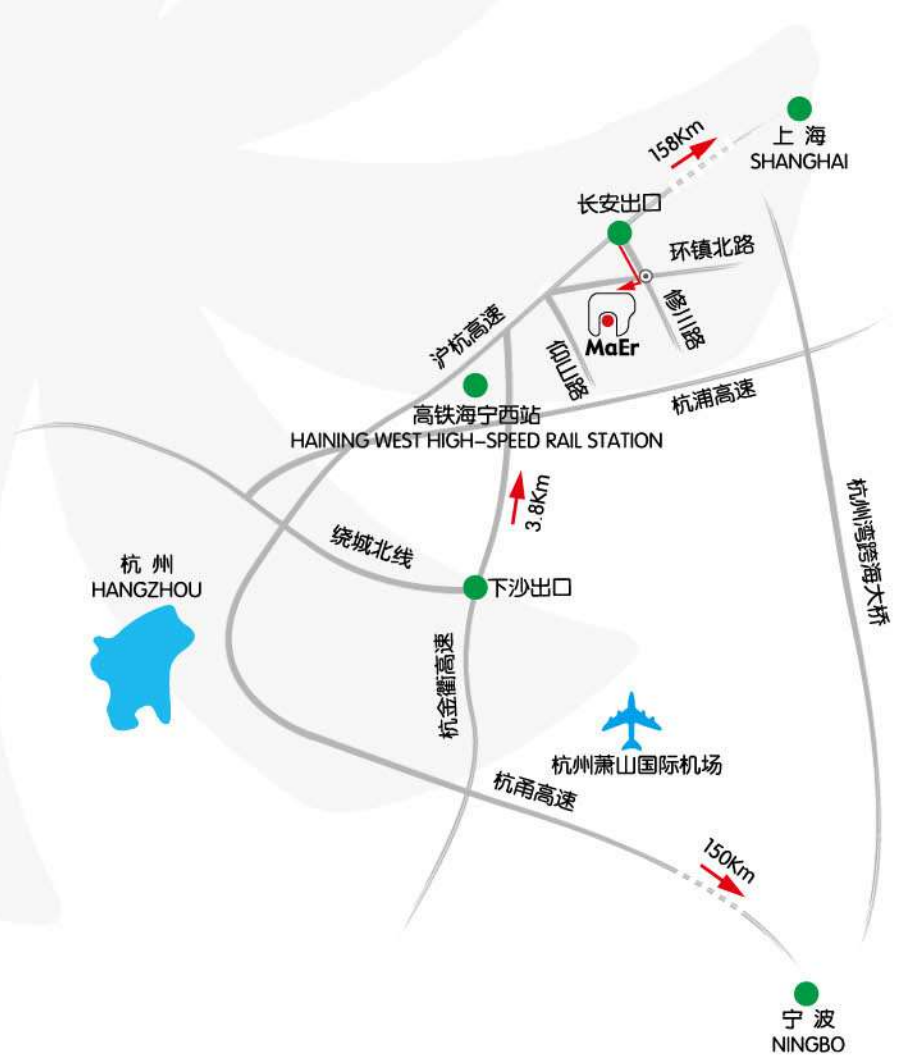 上 海
SHANGHAI
158Km
长安出口
环镇北路
修川路
沪杭高速
MaEr
仰山路
杭浦高速
高铁海宁西站
HAINING WEST HIGH-SPEED RAIL STATION
3.8Km
杭州湾跨海大桥
绕城北线
杭 州
HANGZHOU
下沙出口
杭金衢高速
杭州萧山国际机场
杭甬高速
150Km
宁 波
NINGBO